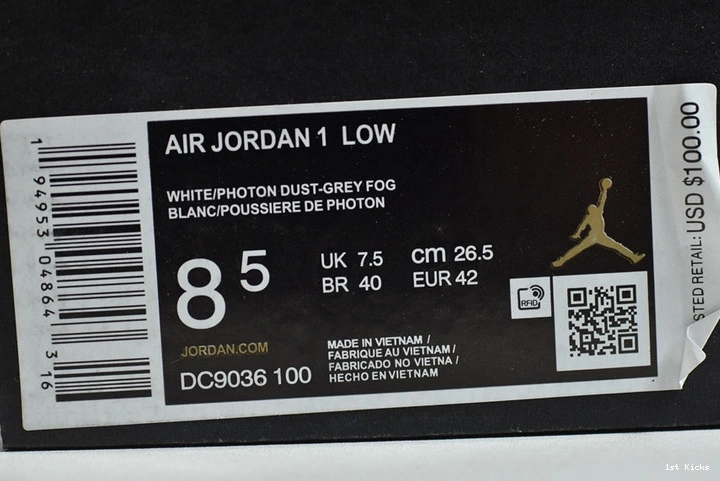 AIR JORDAN 1 LOW
WHITE/PHOTON DUST-GREY FOG
BLANC/POUSSIERE DE PHOTON
8 5
UK 7.5 cm 26.5
BR 40 EUR 42
RFID
JORDAN.COM
DC9036 100
MADE IN VIETNAM /
FABRIQUE AU VIETNAM /
FABRICADO NO VIETNA /
HECHO EN VIETNAM
1 94953 04864 3 16
STED RETAIL: USD $100.00
1st Kicks